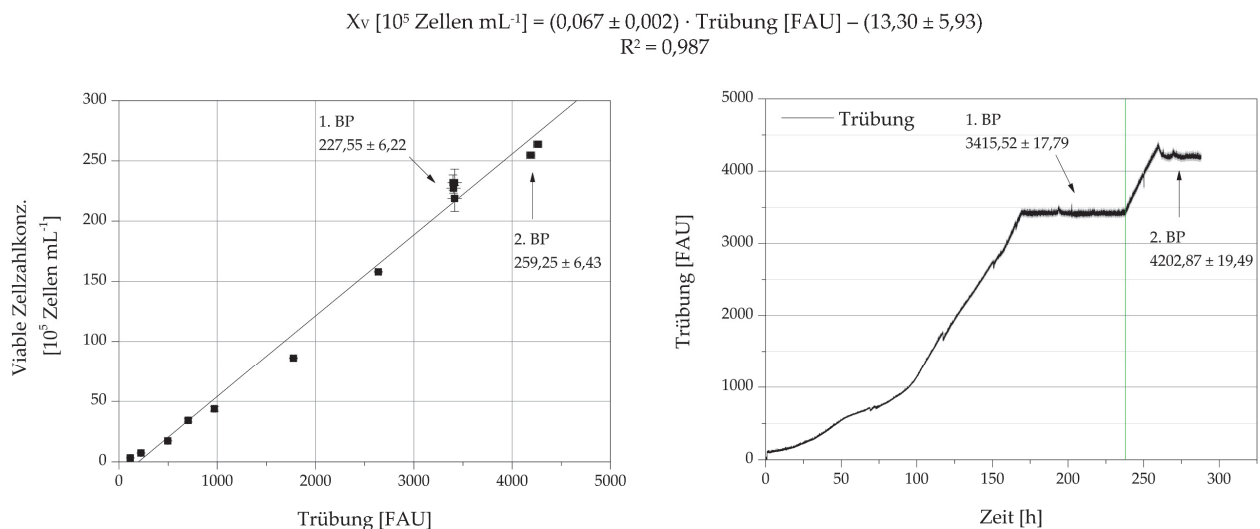 Xv [10⁵ Zellen mL⁻¹] = (0,067 ± 0,002) · Trübung [FAU] – (13,30 ± 5,93)
R² = 0,987
Viable Zellzahlkonz.
[10⁵ Zellen mL⁻¹]
300
250
200
150
100
50
0
1. BP
227,55 ± 6,22
2. BP
259,25 ± 6,43
0 1000 2000 3000 4000 5000
Trübung [FAU]
Trübung [FAU]
5000
4000
3000
2000
1000
0
Trübung
1. BP
3415,52 ± 17,79
2. BP
4202,87 ± 19,49
0 50 100 150 200 250 300
Zeit [h]